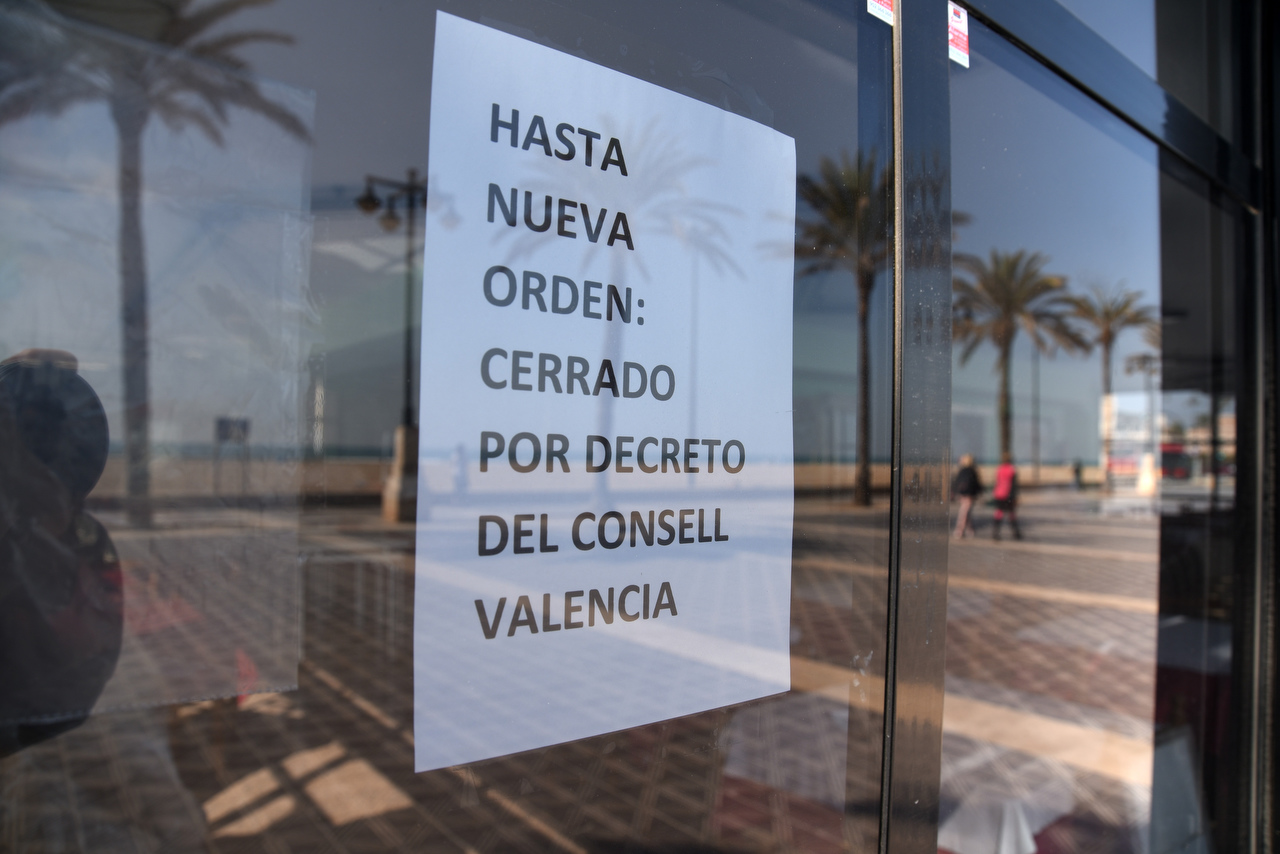 HASTA
NUEVA
ORDEN:
CERRADO
POR DECRETO
DEL CONSELL
VALENCIA